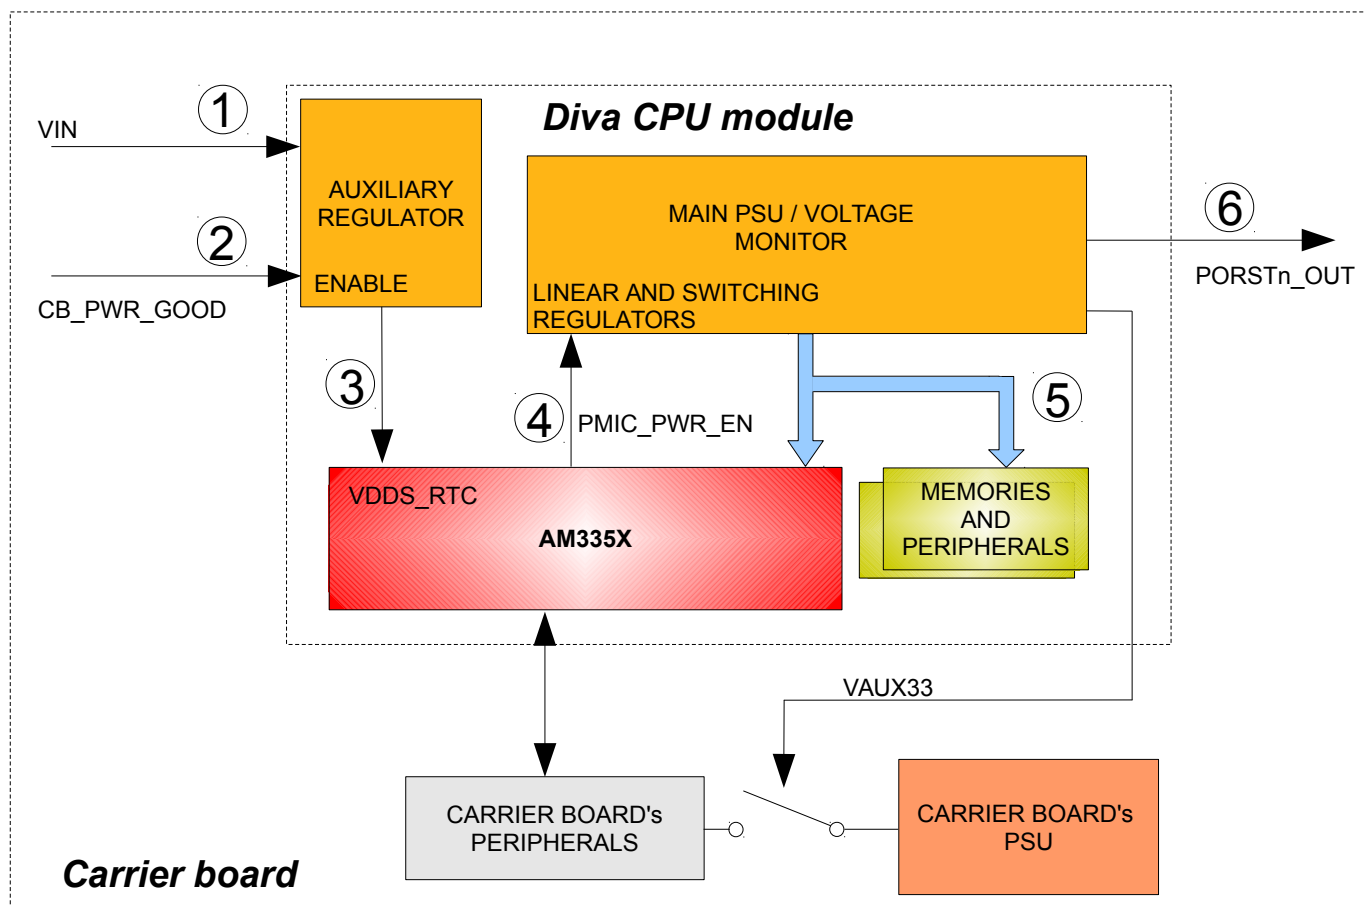 Diva CPU module
1
VIN
AUXILIARY
REGULATOR
2
ENABLE
CB_PWR_GOOD
MAIN PSU / VOLTAGE
MONITOR
LINEAR AND SWITCHING
REGULATORS
6
PORSTn_OUT
3
4
PMIC_PWR_EN
5
VDDS_RTC
AM335X
MEMORIES
AND
PERIPHERALS
VAUX33
CARRIER BOARD's
PERIPHERALS
CARRIER BOARD's
PSU
Carrier board